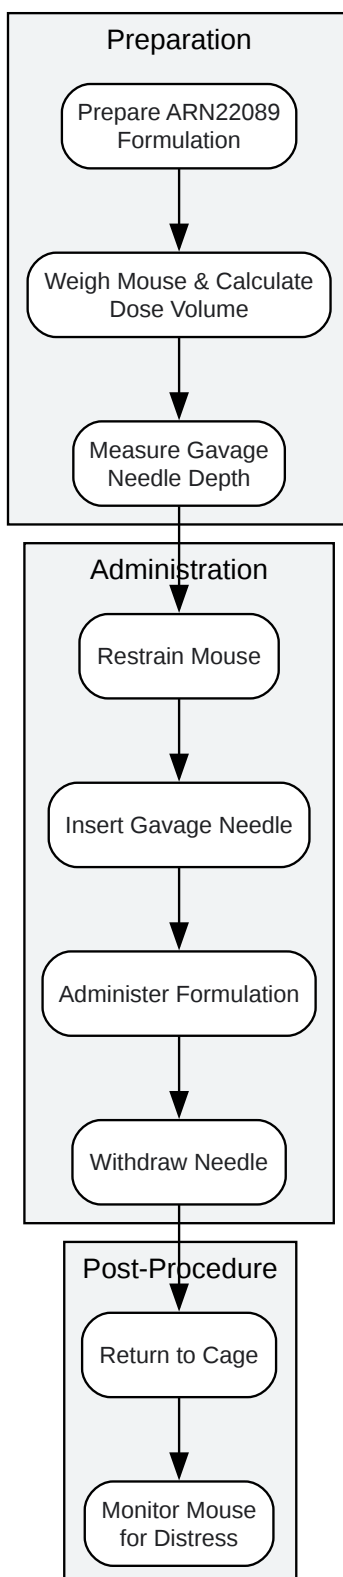 Preparation
Prepare ARN22089
Formulation
Weigh Mouse & Calculate
Dose Volume
Measure Gavage
Needle Depth
Administration
Restrain Mouse
Insert Gavage Needle
Administer Formulation
Withdraw Needle
Post-Procedure
Return to Cage
Monitor Mouse
for Distress